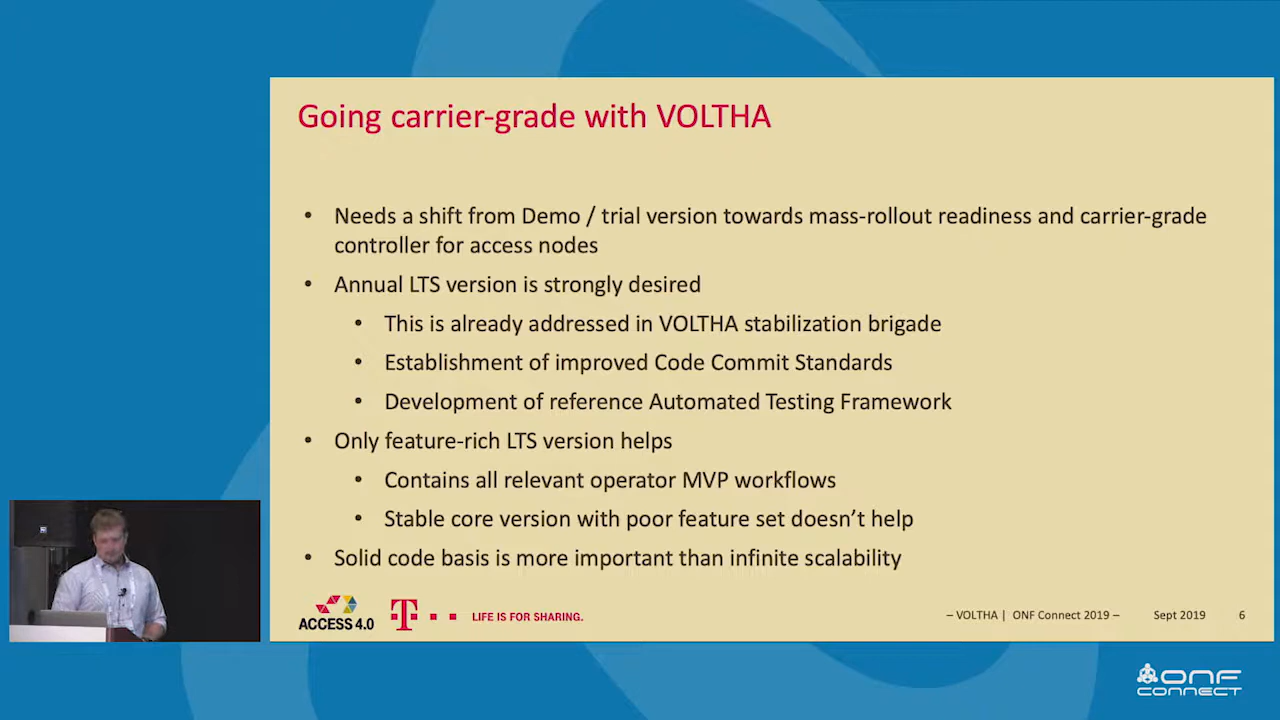 Going carrier-grade with VOLTHA
• Needs a shift from Demo / trial version towards mass-rollout readiness and carrier-grade
controller for access nodes
• Annual LTS version is strongly desired
• This is already addressed in VOLTHA stabilization brigade
• Establishment of improved Code Commit Standards
• Development of reference Automated Testing Framework
• Only feature-rich LTS version helps
• Contains all relevant operator MVP workflows
• Stable core version with poor feature set doesn’t help
• Solid code basis is more important than infinite scalability
ACCESS 4.0
T
LIFE IS FOR SHARING.
– VOLTHA | ONF Connect 2019 –
Sept 2019
6
ONF
CONNECT